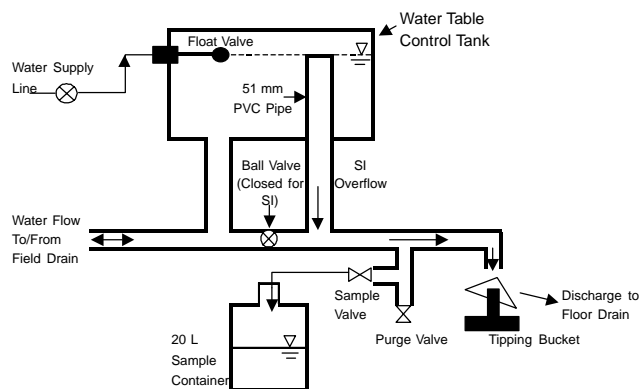 Water Table
Control Tank
Float Valve
Water Supply
Line
51 mm
PVC Pipe
Ball Valve
(Closed for
SI)
SI
Overflow
Water Flow
To/From
Field Drain
Sample
Valve
Discharge to
Floor Drain
20 L
Sample
Container
Purge Valve
Tipping Bucket